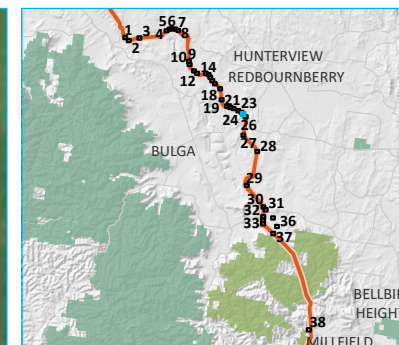 5 6 7
1 3 4 8
2
9
10 14
12
HUNTERVIEW
REDBOURNBERRY
18
19 21 23
24
26
BULGA
27 28
29
30 31
32
33 36
37
BELLBI
HEIGHT
38
MILLFIELD